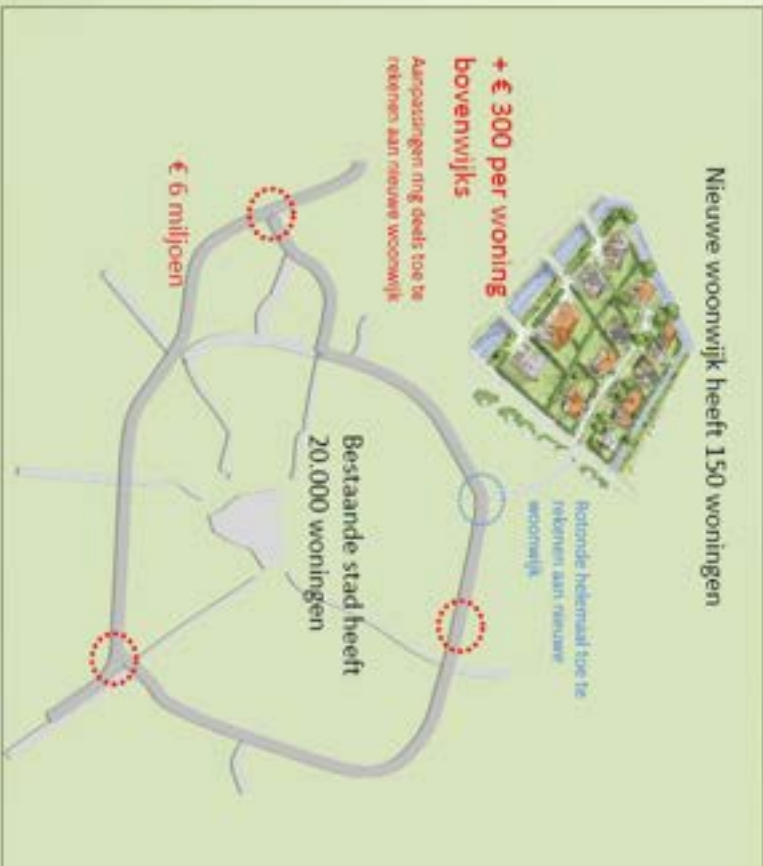 Nieuwe woonwijk heeft 150 woningen
+ € 300 per woning
bovenwijks
Aanpassingen ring deels toe te
rekenen aan nieuwe woonwijk
€ 6 miljoen
Rotonde helemaal toe te
rekenen aan nieuwe
woonwijk
Bestaande stad heeft
20.000 woningen